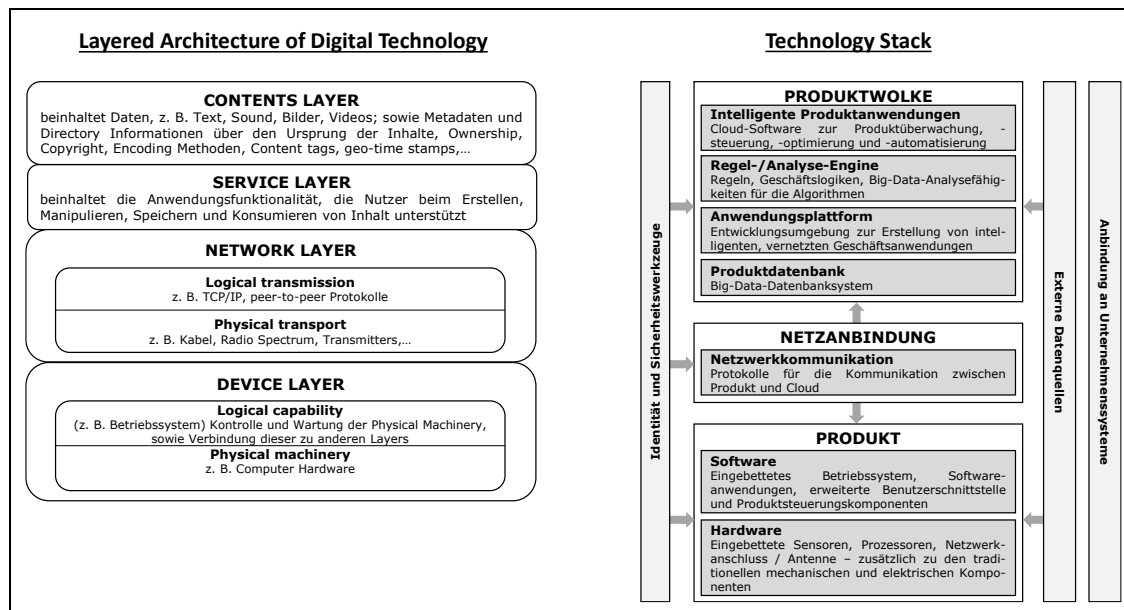 Layered Architecture of Digital Technology
CONTENTS LAYER
beinhaltet Daten, z. B. Text, Sound, Bilder, Videos; sowie Metadaten und
Directory Informationen über den Ursprung der Inhalte, Ownership,
Copyright, Encoding Methoden, Content tags, geo-time stamps,...
SERVICE LAYER
beinhaltet die Anwendungsfunktionalität, die Nutzer beim Erstellen,
Manipulieren, Speichern und Konsumieren von Inhalt unterstützt
NETWORK LAYER
Logical transmission
z. B. TCP/IP, peer-to-peer Protokolle
Physical transport
z. B. Kabel, Radio Spectrum, Transmitters,...
DEVICE LAYER
Logical capability
(z. B. Betriebssystem) Kontrolle und Wartung der Physical Machinery,
sowie Verbindung dieser zu anderen Layers
Physical machinery
z. B. Computer Hardware
Technology Stack
Identität und Sicherheitswerkzeuge
PRODUKTWOLKE
Intelligente Produktanwendungen
Cloud-Software zur Produktüberwachung, -
steuerung, -optimierung und -automatisierung
Regel-/Analyse-Engine
Regeln, Geschäftslogiken, Big-Data-Analysefähig-
keiten für die Algorithmen
Anwendungsplattform
Entwicklungsumgebung zur Erstellung von intel-
ligenten, vernetzten Geschäftsanwendungen
Produktdatenbank
Big-Data-Datenbanksystem
NETZANBINDUNG
Netzwerkkommunikation
Protokolle für die Kommunikation zwischen
Produkt und Cloud
PRODUKT
Software
Eingebettetes Betriebssystem, Software-
anwendungen, erweiterte Benutzerschnittstelle
und Produktsteuerungskomponenten
Hardware
Eingebettete Sensoren, Prozessoren, Netzwerk-
anschluss / Antenne – zusätzlich zu den tradi-
tionellen mechanischen und elektrischen Kompo-
nenten
Externe Datenquellen
Anbindung an Unternehmenssysteme